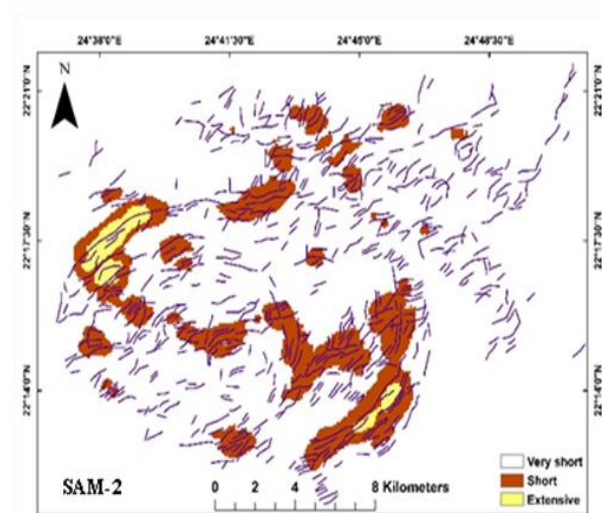 24°38'0"E 24°41'30"E 24°45'0"E 24°48'30"E
22°21'0"N 22°21'0"N
N
22°17'30"N 22°17'30"N
22°14'0"N 22°14'0"N
Very short
Short
Extensive
SAM-2
0 2 4 8 Kilometers